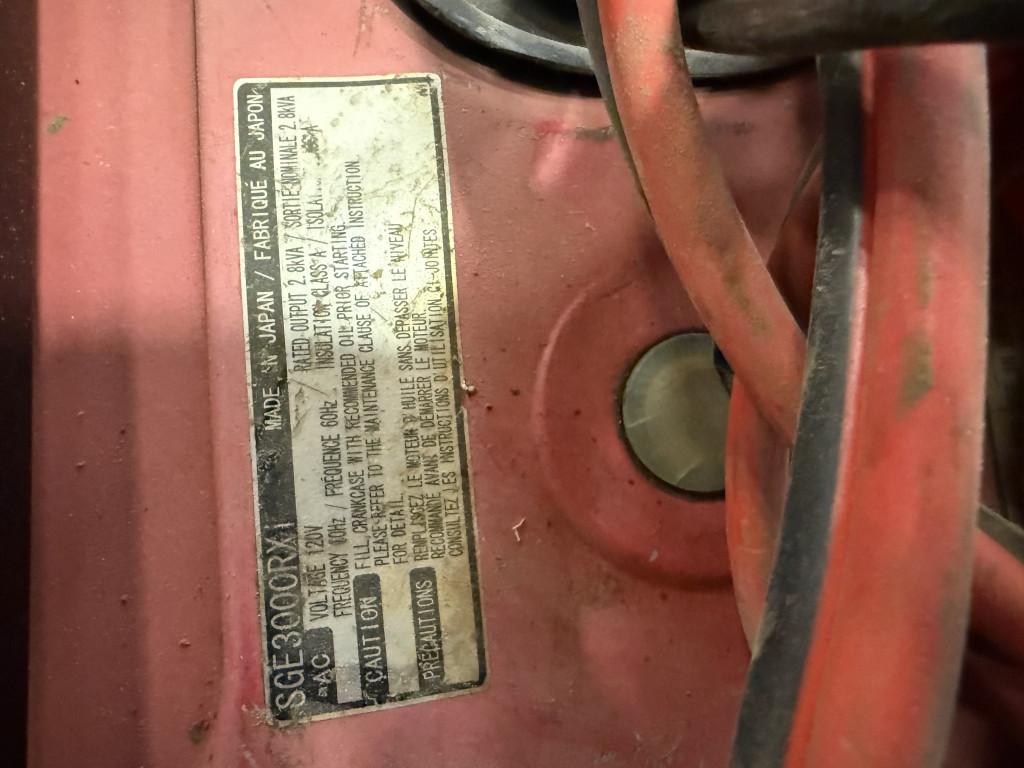 SGE3000RXI MADE IN JAPAN / FABRIQUÉ AU JAPON
AC VOLTAGE 120V RATED OUTPUT 2.8kVA / SORTIE NOMINALE 2.8kVA
FREQUENCY 60Hz / FRÉQUENCE 60Hz INSULATION CLASS A /
CAUTION FILL CRANKCASE WITH RECOMMENDED OIL PRIOR STARTING.
PLEASE REFER TO THE MAINTENANCE CLAUSE OF ATTACHED INSTRUCTION
FOR DETAIL.
PRÉCAUTIONS REMPLISSEZ LE MOTEUR D'HUILE SANS DÉPASSER LE NIVEAU
RECOMMANDÉ AVANT DE DÉMARRER LE MOTEUR.
CONSULTEZ LES INSTRUCTIONS D'UTILISATION CI-JOINTES.